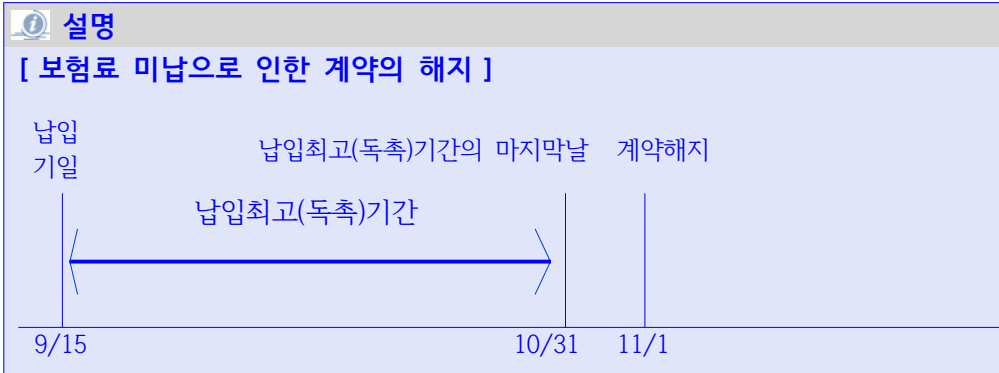 설명
[ 보험료 미납으로 인한 계약의 해지 ]
납입
기일
납입최고(독촉)기간의 마지막날
계약해지
납입최고(독촉)기간
9/15
10/31
11/1